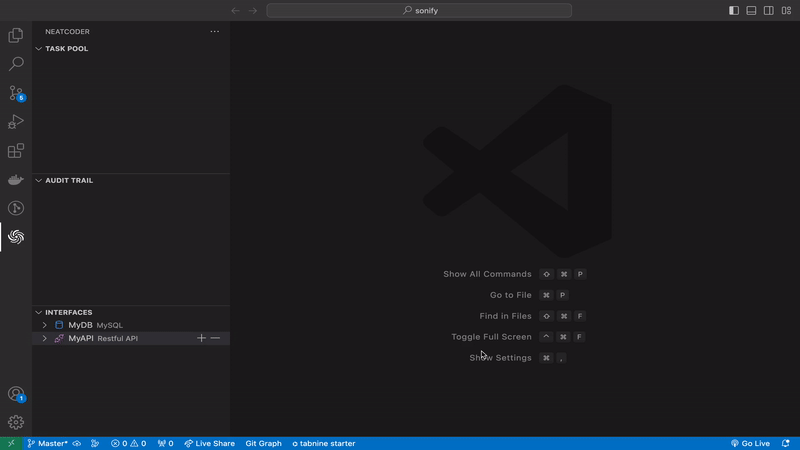 sonify
NEATCODER
TASK POOL
AUDIT TRAIL
INTERFACES
MyDB MySQL
MyAPI Restful API
Show All Commands ⇧ ⌘ P
Go to File ⌘ P
Find in Files ⇧ ⌘ F
Toggle Full Screen ^ ⌘ F
Show Settings ⌘ ,
5
1
Master* 0 0 0 Live Share Git Graph tabnine starter Go Live